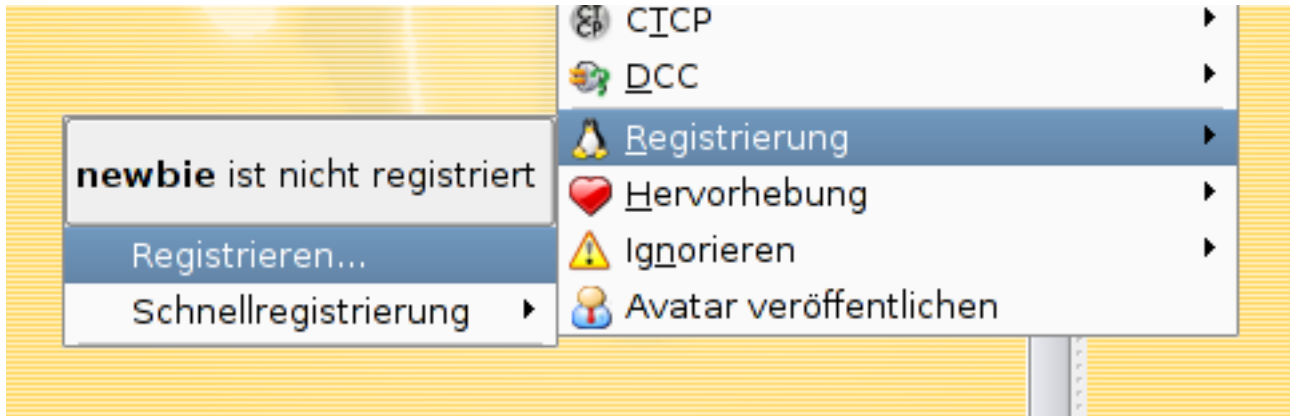 CTCP
DCC
Registrierung
Hervorhebung
Ignorieren
Avatar veröffentlichen
newbie ist nicht registriert
Registrieren...
Schnellregistrierung